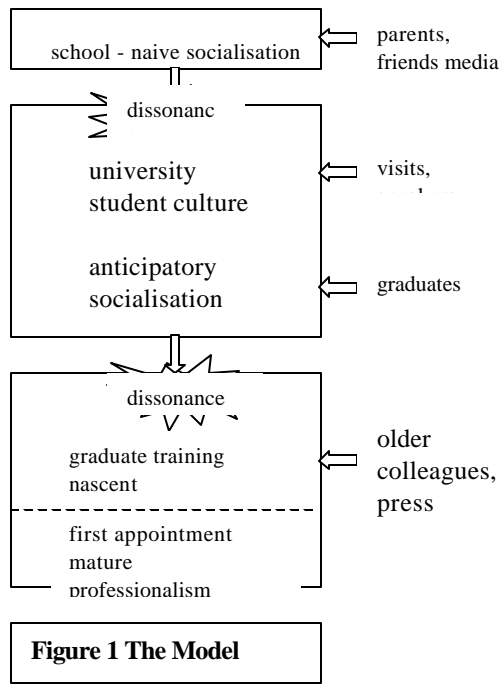 school - naive socialisation
parents,
friends media
dissonanc
university
student culture
visits,
anticipatory
socialisation
graduates
dissonance
graduate training
nascent
older
colleagues,
press
first appointment
mature
professionalism
Figure 1 The Model